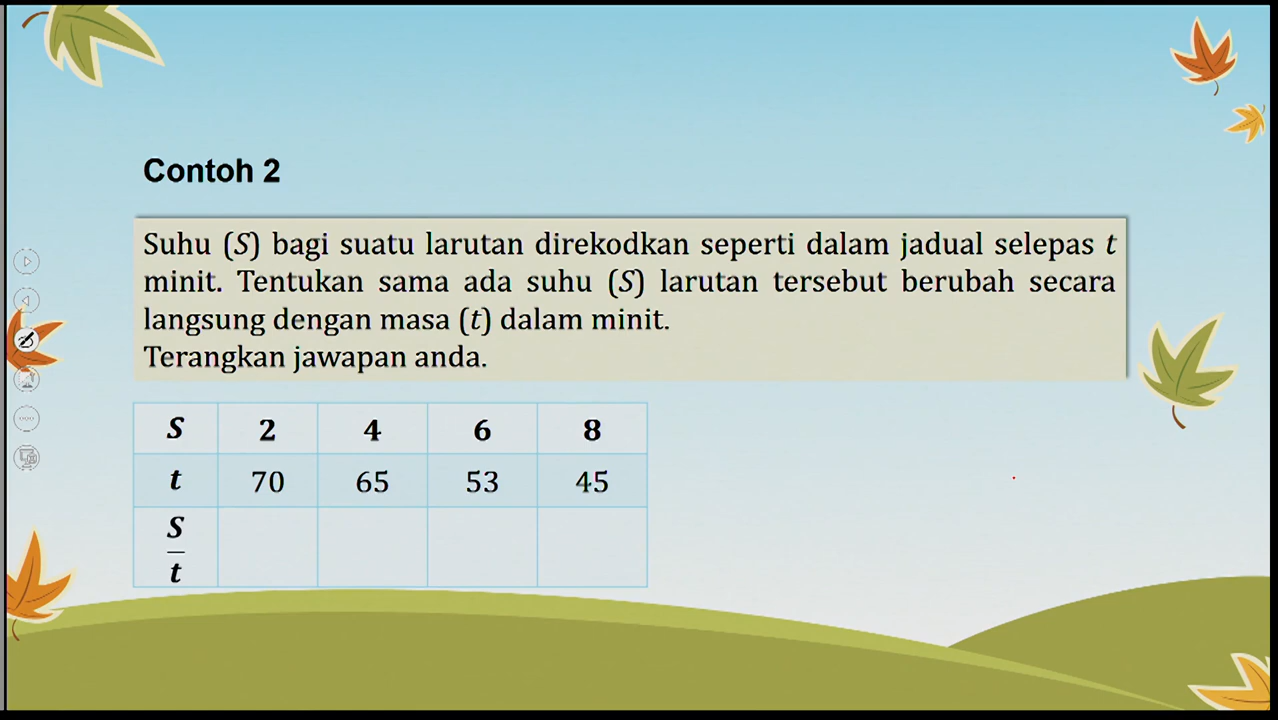 Contoh 2
Suhu (S) bagi suatu larutan direkodkan seperti dalam jadual selepas t
minit. Tentukan sama ada suhu (S) larutan tersebut berubah secara
langsung dengan masa (t) dalam minit.
Terangkan jawapan anda.
S 2 4 6 8
t 70 65 53 45
S
t